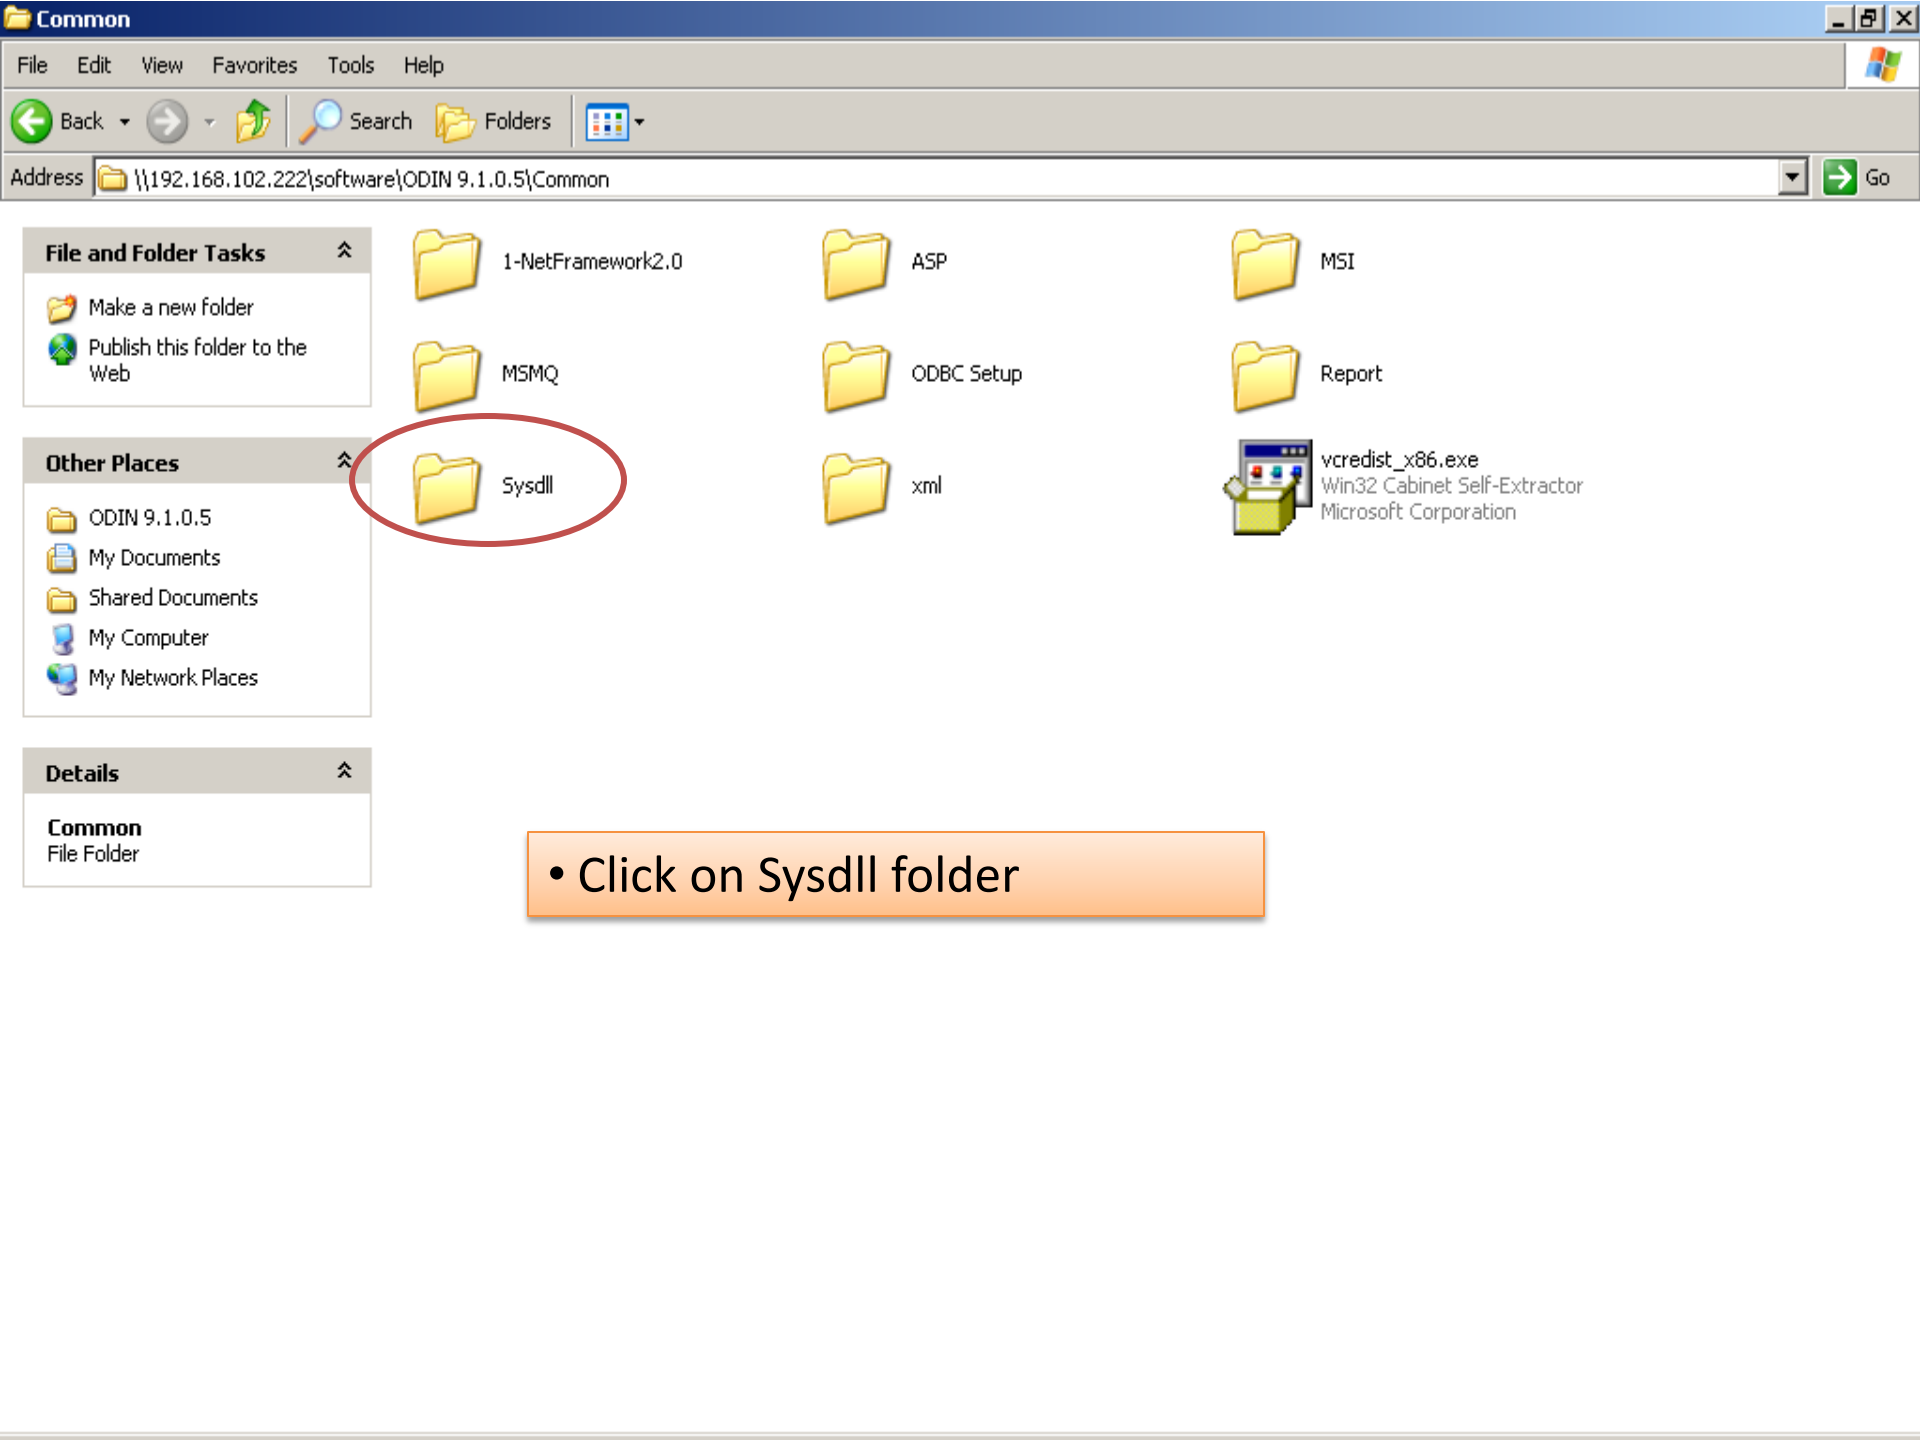 Common
File Edit View Favorites Tools Help
Back Search Folders
Address \\192.168.102.222\software\ODIN 9.1.0.5\Common Go
File and Folder Tasks
Make a new folder
Publish this folder to the
Web
Other Places
ODIN 9.1.0.5
My Documents
Shared Documents
My Computer
My Network Places
Details
Common
File Folder
1-NetFramework2.0
ASP
MSI
MSMQ
ODBC Setup
Report
Sysdll
xml
vcredist_x86.exe
Win32 Cabinet Self-Extractor
Microsoft Corporation
• Click on Sysdll folder